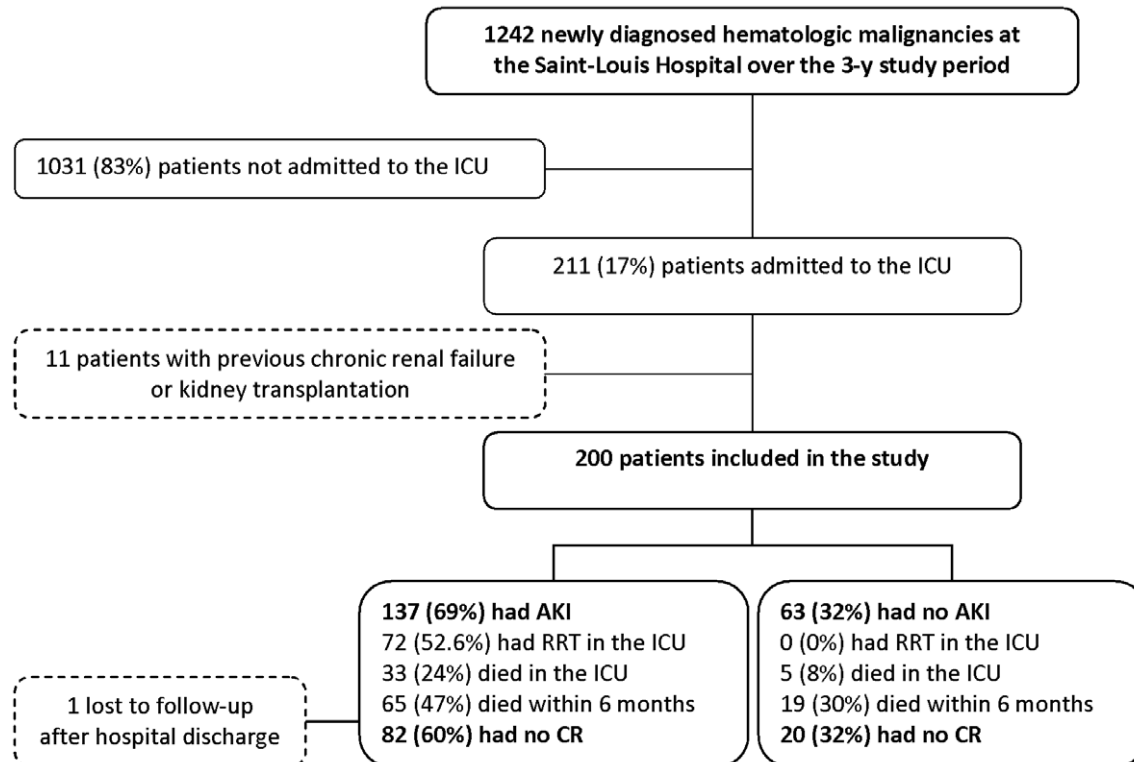 1242 newly diagnosed hematologic malignancies at
the Saint-Louis Hospital over the 3-y study period
1031 (83%) patients not admitted to the ICU
211 (17%) patients admitted to the ICU
11 patients with previous chronic renal failure
or kidney transplantation
200 patients included in the study
137 (69%) had AKI
72 (52.6%) had RRT in the ICU
33 (24%) died in the ICU
65 (47%) died within 6 months
82 (60%) had no CR
63 (32%) had no AKI
0 (0%) had RRT in the ICU
5 (8%) died in the ICU
19 (30%) died within 6 months
20 (32%) had no CR
1 lost to follow-up
after hospital discharge